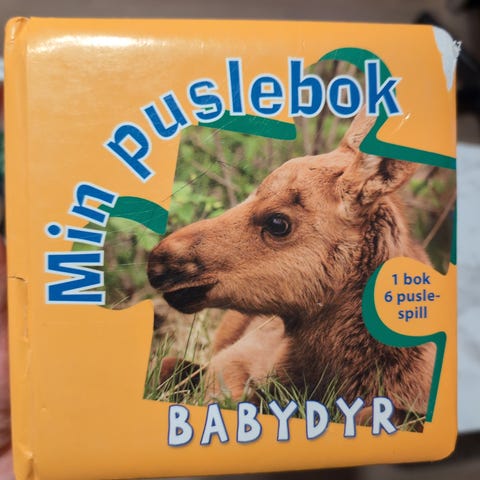 Min puslebok
1 bok
6 pusle-
spill
BABYDYR